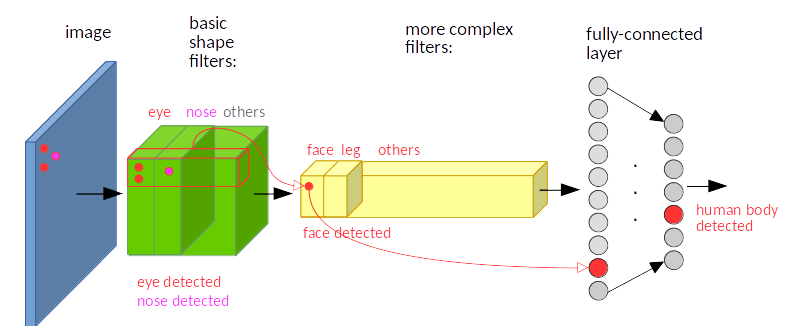 image
basic
shape
filters:
more complex
filters:
fully-connected
layer
eye nose others
face leg others
face detected
human body
detected
eye detected
nose detected